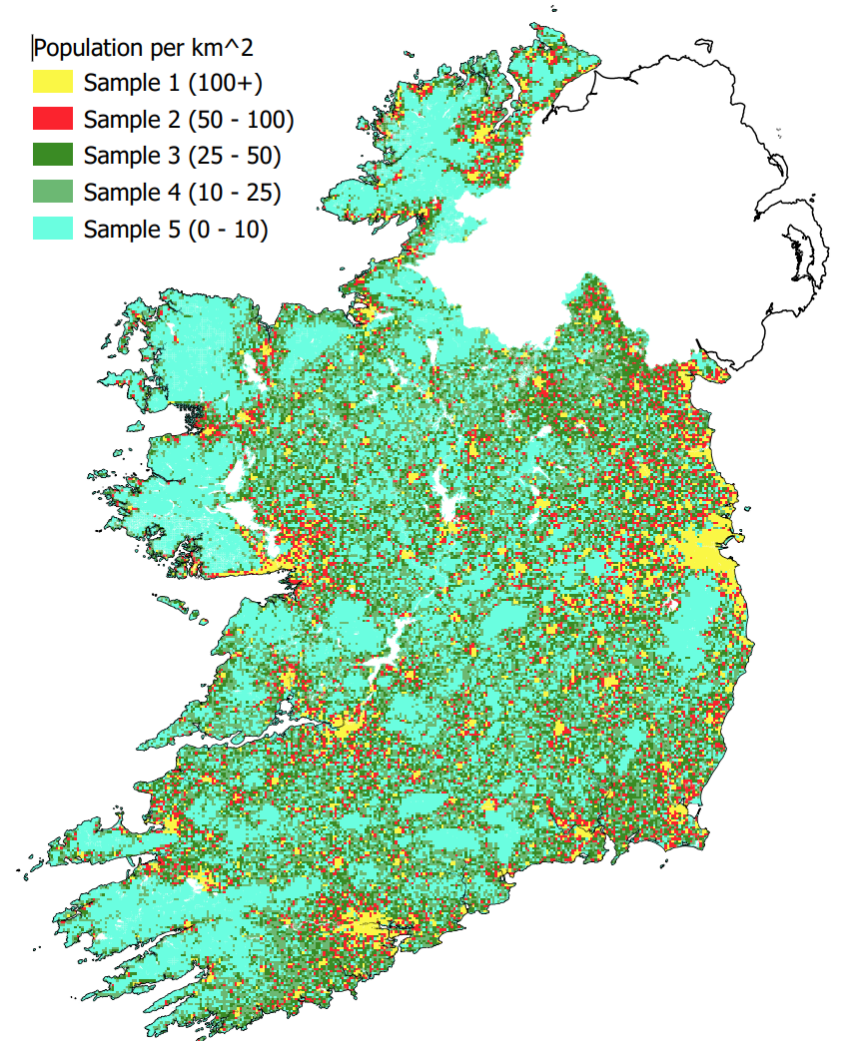 Population per km^2
Sample 1 (100+)
Sample 2 (50 - 100)
Sample 3 (25 - 50)
Sample 4 (10 - 25)
Sample 5 (0 - 10)